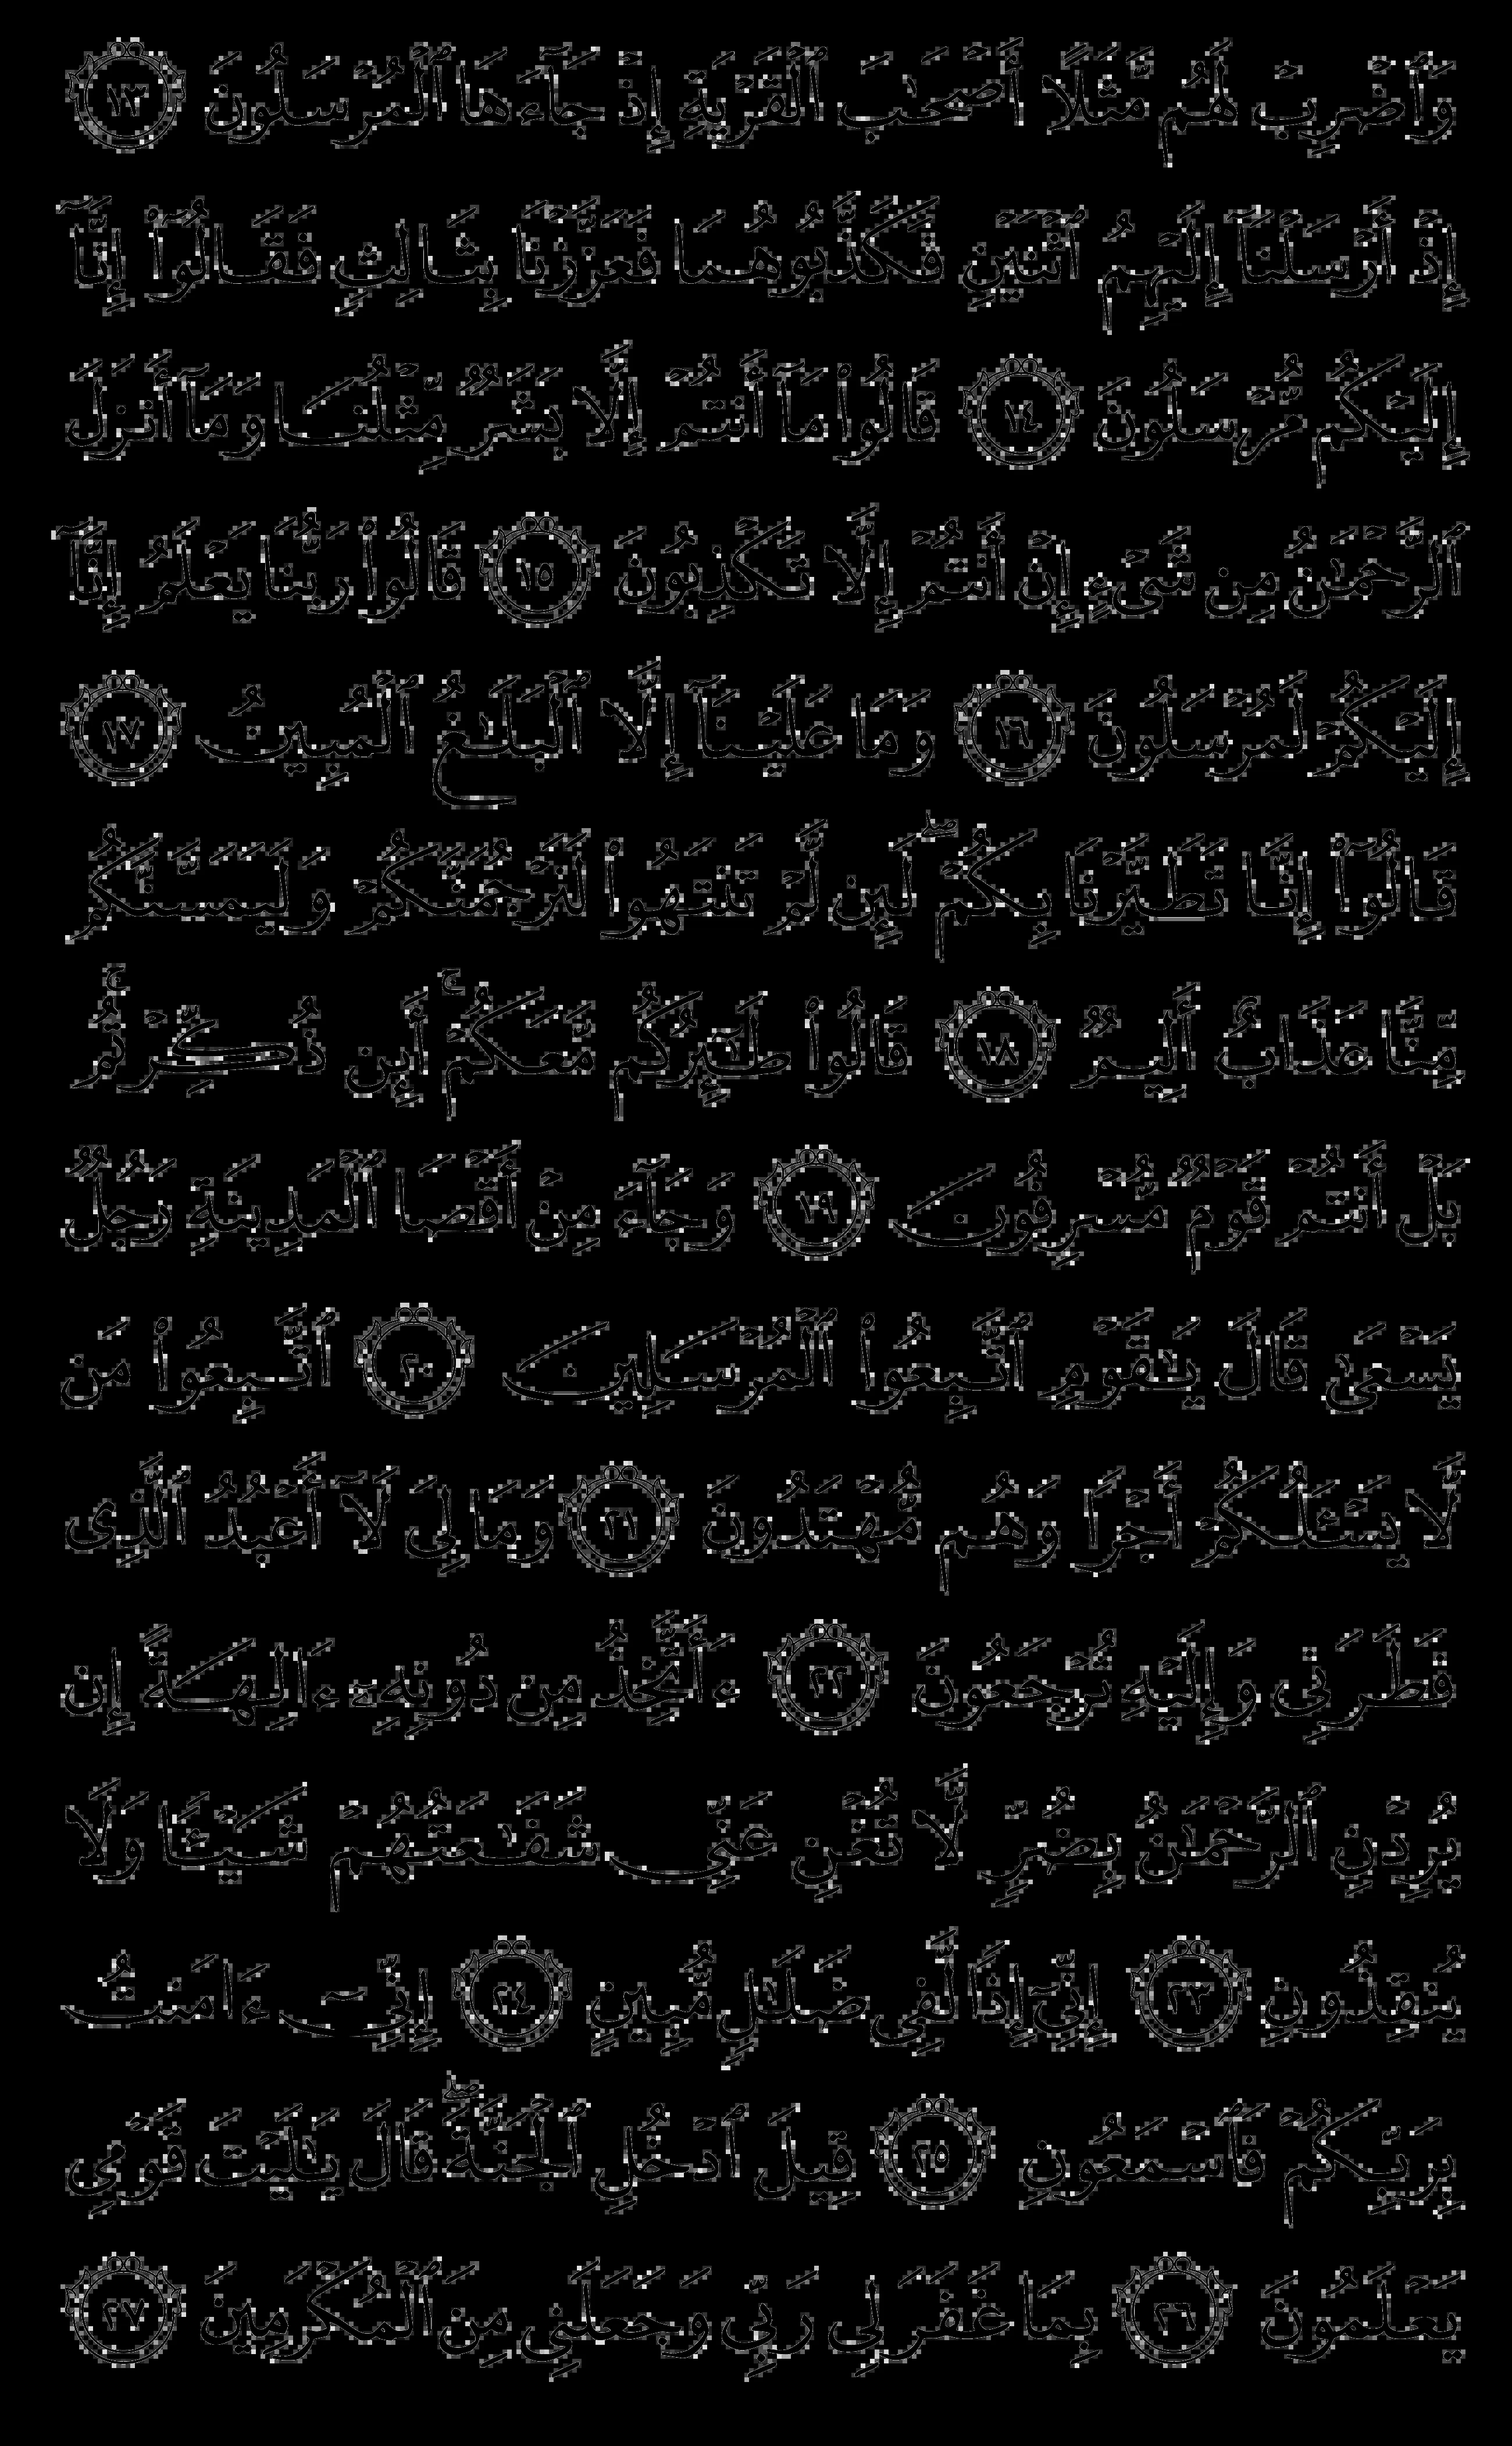 وَٱضْرِبْ لَهُم مَّثَلًا أَصْحَـٰبَ ٱلْقَرْيَةِ إِذْ جَآءَهَا ٱلْمُرْسَلُونَ ١٣
إِذْ أَرْسَلْنَآ إِلَيْهِمُ ٱثْنَيْنِ فَكَذَّبُوهُمَا فَعَزَّزْنَا بِثَالِثٍ فَقَالُوٓا۟ إِنَّآ
إِلَيْكُم مُّرْسَلُونَ ١٤ قَالُوا۟ مَآ أَنتُمْ إِلَّا بَشَرٌ مِّثْلُنَا وَمَآ أَنزَلَ
ٱلرَّحْمَـٰنُ مِن شَىْءٍ إِنْ أَنتُمْ إِلَّا تَكْذِبُونَ ١٥ قَالُوا۟ رَبُّنَا يَعْلَمُ إِنَّآ
إِلَيْكُمْ لَمُرْسَلُونَ ١٦ وَمَا عَلَيْنَآ إِلَّا ٱلْبَلَـٰغُ ٱلْمُبِينُ ١٧
قَالُوٓا۟ إِنَّا تَطَيَّرْنَا بِكُمْ ۖ لَئِن لَّمْ تَنتَهُوا۟ لَنَرْجُمَنَّكُمْ وَلَيَمَسَّنَّكُم
مِّنَّا عَذَابٌ أَلِيمٌ ١٨ قَالُوا۟ طَـٰٓئِرُكُم مَّعَكُمْ ۚ أَئِن ذُكِّرْتُم ۚ
بَلْ أَنتُمْ قَوْمٌ مُّسْرِفُونَ ١٩ وَجَآءَ مِنْ أَقْصَا ٱلْمَدِينَةِ رَجُلٌ
يَسْعَىٰ قَالَ يَـٰقَوْمِ ٱتَّبِعُوا۟ ٱلْمُرْسَلِينَ ٢٠ ٱتَّبِعُوا۟ مَن
لَّا يَسْـَٔلُكُمْ أَجْرًا وَهُم مُّهْتَدُونَ ٢١ وَمَا لِىَ لَآ أَعْبُدُ ٱلَّذِى
فَطَرَنِى وَإِلَيْهِ تُرْجَعُونَ ٢٢ ءَأَتَّخِذُ مِن دُونِهِۦٓ ءَالِهَةً إِن
يُرِدْنِ ٱلرَّحْمَـٰنُ بِضُرٍّ لَّا تُغْنِ عَنِّى شَفَـٰعَتُهُمْ شَيْـًٔا وَلَا
يُنقِذُونِ ٢٣ إِنِّىٓ إِذًا لَّفِى ضَلَـٰلٍ مُّبِينٍ ٢٤ إِنِّىٓ ءَامَنتُ
بِرَبِّكُمْ فَٱسْمَعُونِ ٢٥ قِيلَ ٱدْخُلِ ٱلْجَنَّةَ ۖ قَالَ يَـٰلَيْتَ قَوْمِى
يَعْلَمُونَ ٢٦ بِمَا غَفَرَ لِى رَبِّى وَجَعَلَنِى مِنَ ٱلْمُكْرَمِينَ ٢٧